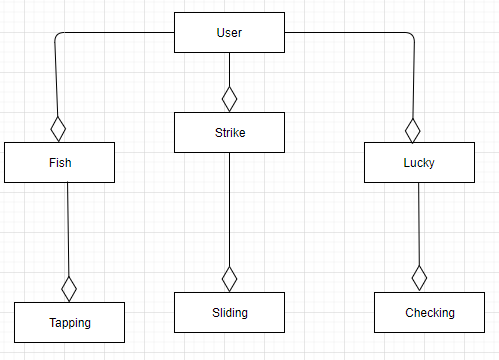 User
Strike
Fish
Lucky
Tapping
Sliding
Checking